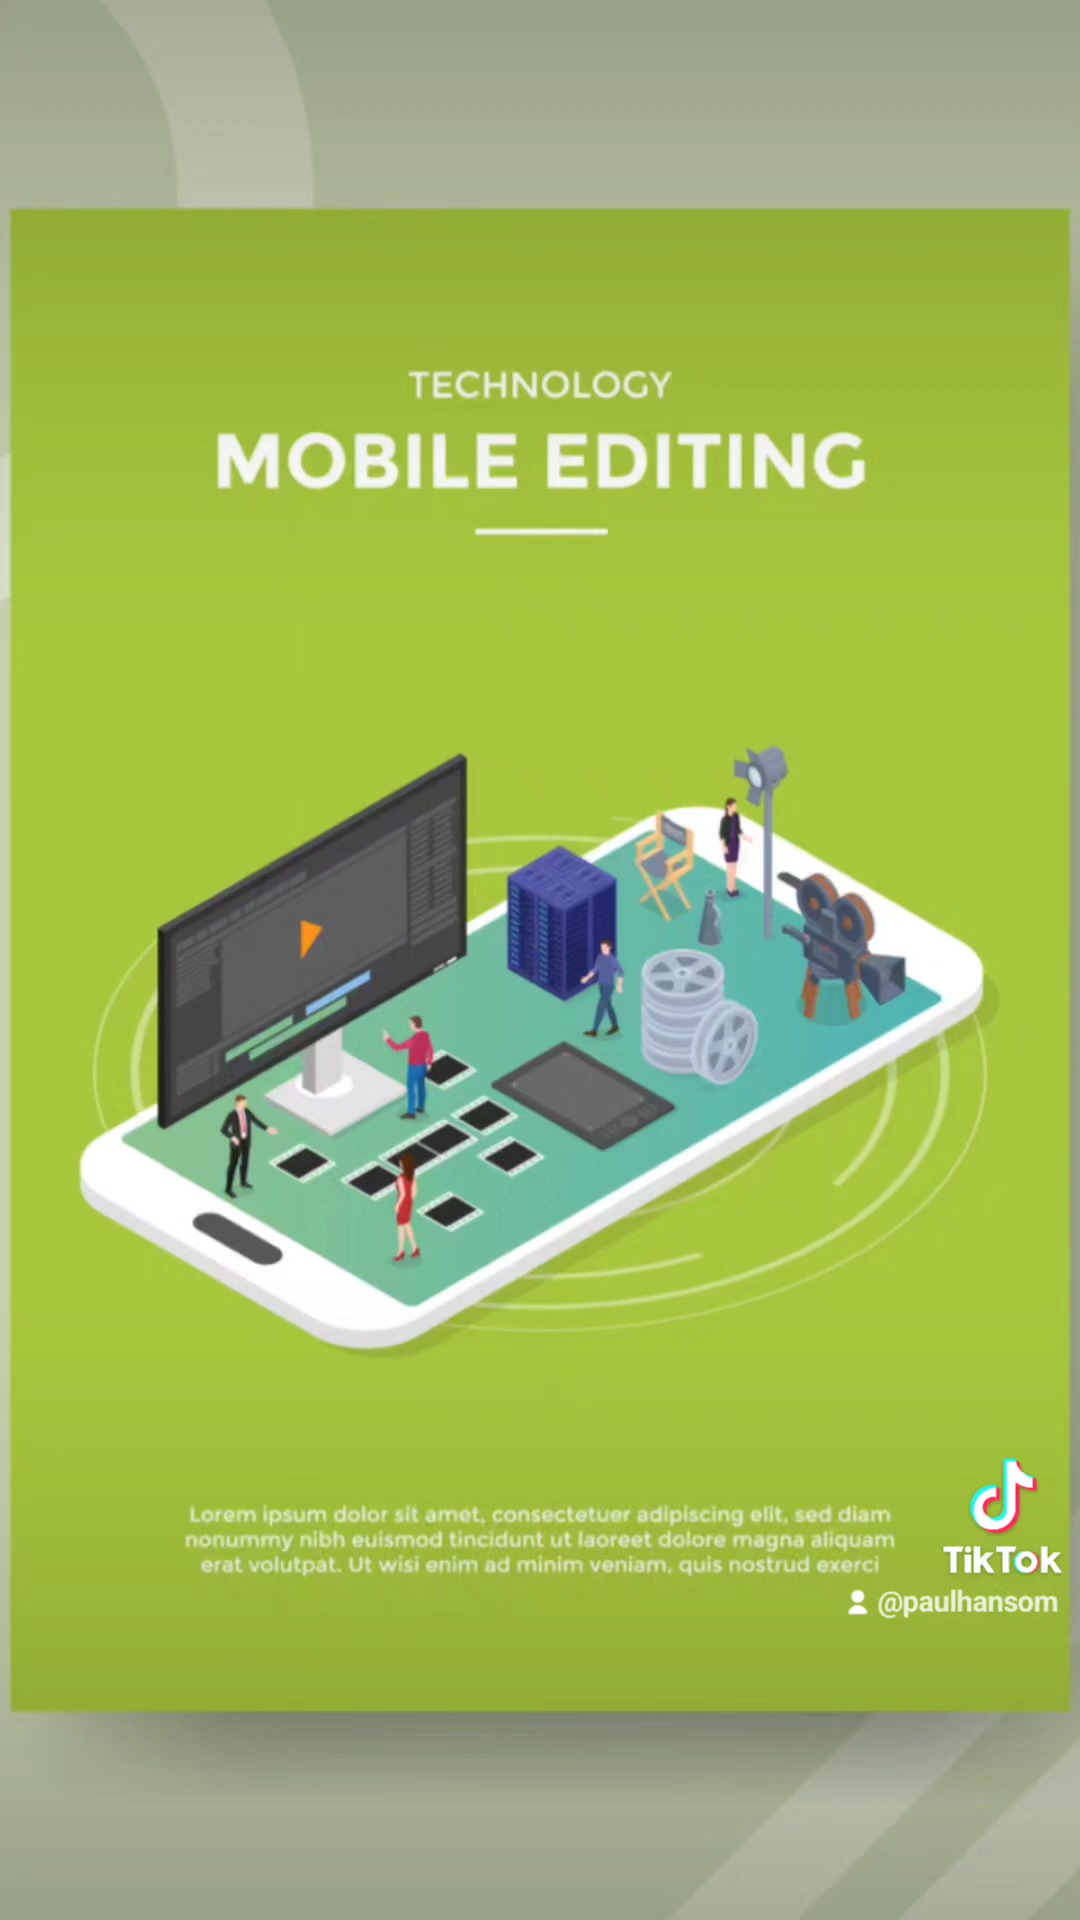 TECHNOLOGY
MOBILE EDITING
Lorem ipsum dolor sit amet, consectetuer adipiscing elit, sed diam
nonummy nibh euismod tincidunt ut laoreet dolore magna aliquam
erat volutpat. Ut wisi enim ad minim veniam, quis nostrud exerci
TikTok
@paulhansom